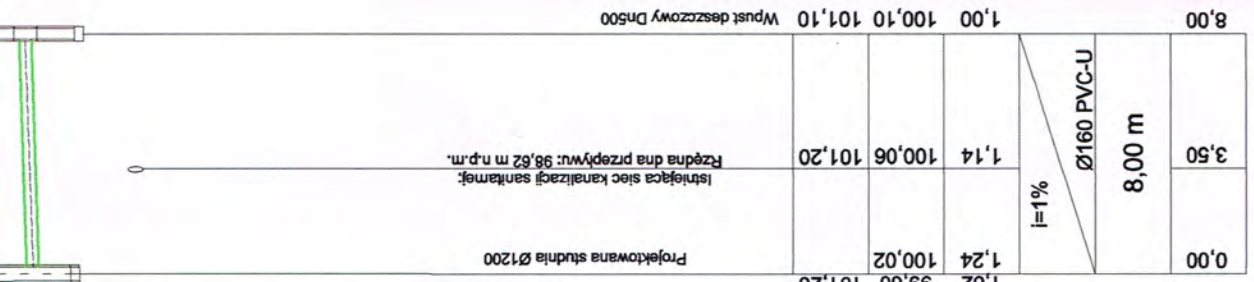 Wpust deszczowy Dn500
101,10
100,10
1,00
8,00
Istniejąca siec kanalizacji sanitarnej;
Rzędna dna przepływu: 98,62 m n.p.m.
101,20
100,06
1,14
3,50
Projektowana studnia Ø1200
100,02
1,24
0,00
i=1%
Ø160 PVC-U
8,00 m